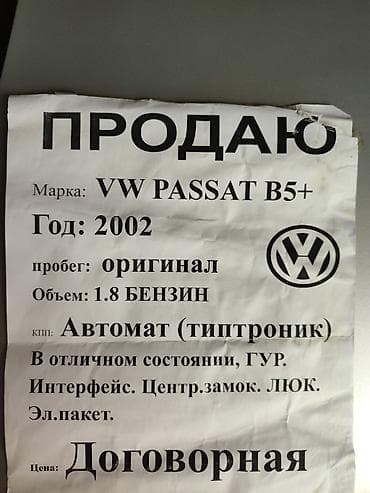 ПРОДАЮ
Марка: VW PASSAT B5+
Год: 2002
пробег: оригинал
Объем: 1.8 БЕНЗИН
кпп: Автомат (типтроник)
В отличном состоянии, ГУР.
Интерфейс. Центр.замок. ЛЮК.
Эл.пакет.
Цена: Договорная